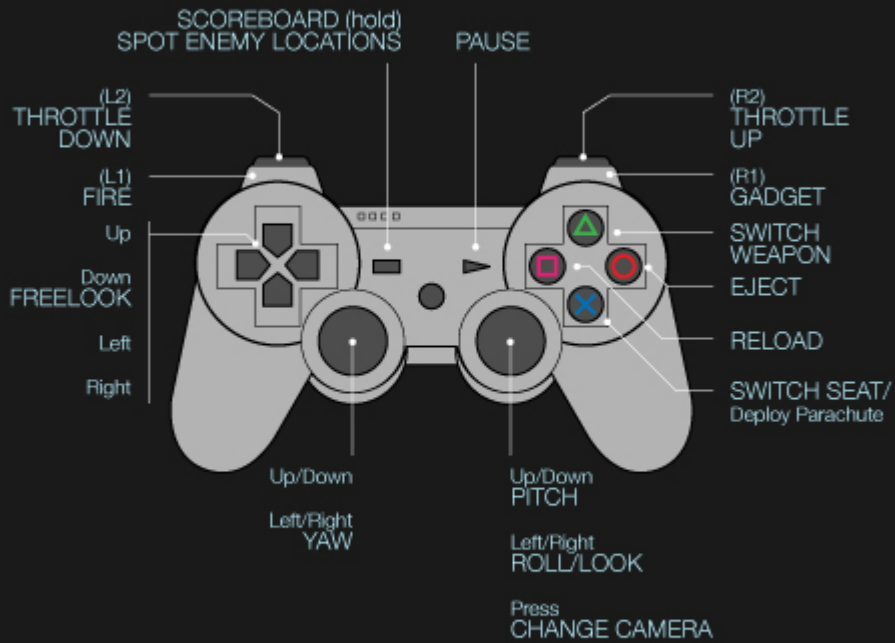 SCOREBOARD (hold)
SPOT ENEMY LOCATIONS
PAUSE
(L2)
THROTTLE
DOWN
(L1)
FIRE
Up
Down
FREELOOK
Left
Right
(R2)
THROTTLE
UP
(R1)
GADGET
SWITCH
WEAPON
EJECT
RELOAD
SWITCH SEAT/
Deploy Parachute
Up/Down
Left/Right
YAW
Up/Down
PITCH
Left/Right
ROLL/LOOK
Press
CHANGE CAMERA